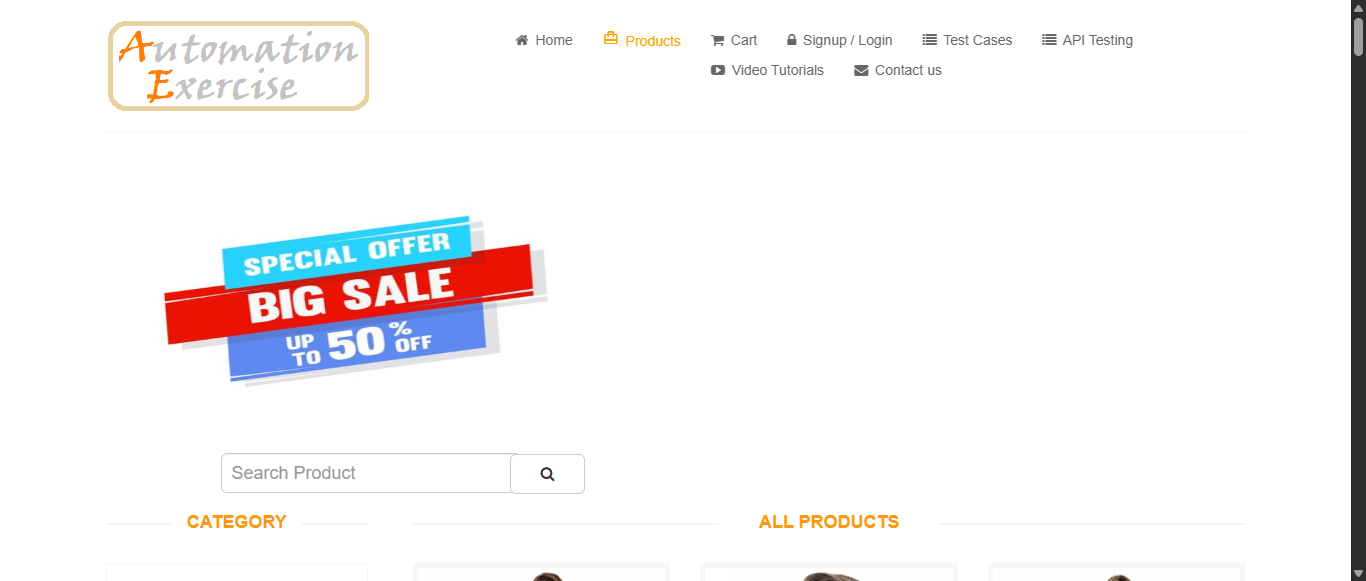 Automation
Exercise
Home Products Cart Signup / Login Test Cases API Testing
Video Tutorials Contact us
SPECIAL OFFER
BIG SALE
UP TO 50% OFF
Search Product
CATEGORY
ALL PRODUCTS